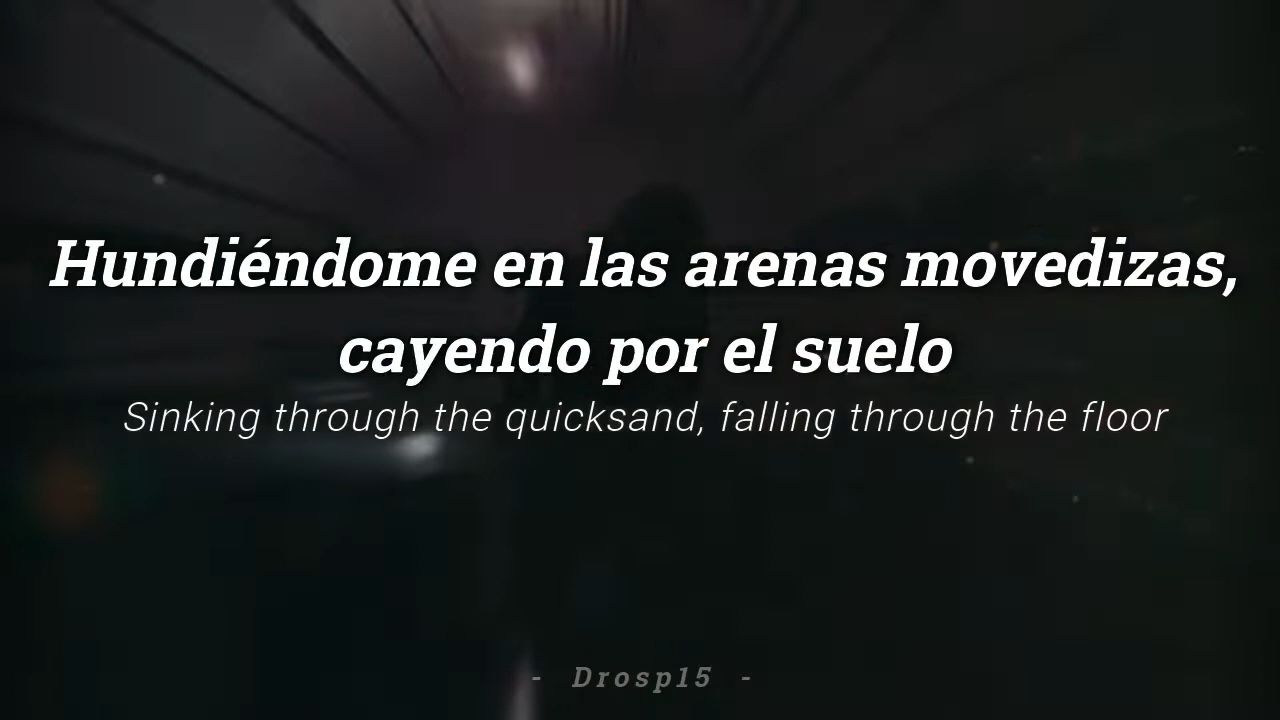 Hundiéndome en las arenas movedizas,
cayendo por el suelo
Sinking through the quicksand, falling through the floor
- Drosp15 -